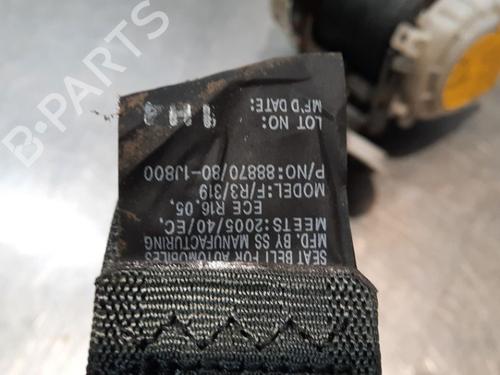 SEAT BELT FOR AUTOMOBILES
MFD. BY SS MANUFACTURING
MEETS:2005/40/EC,
ECE R16.05,
MODEL:F/R3/319
P/NO:88870/80-1J800
LOT NO:
MF'D DATE:
B-PARTS